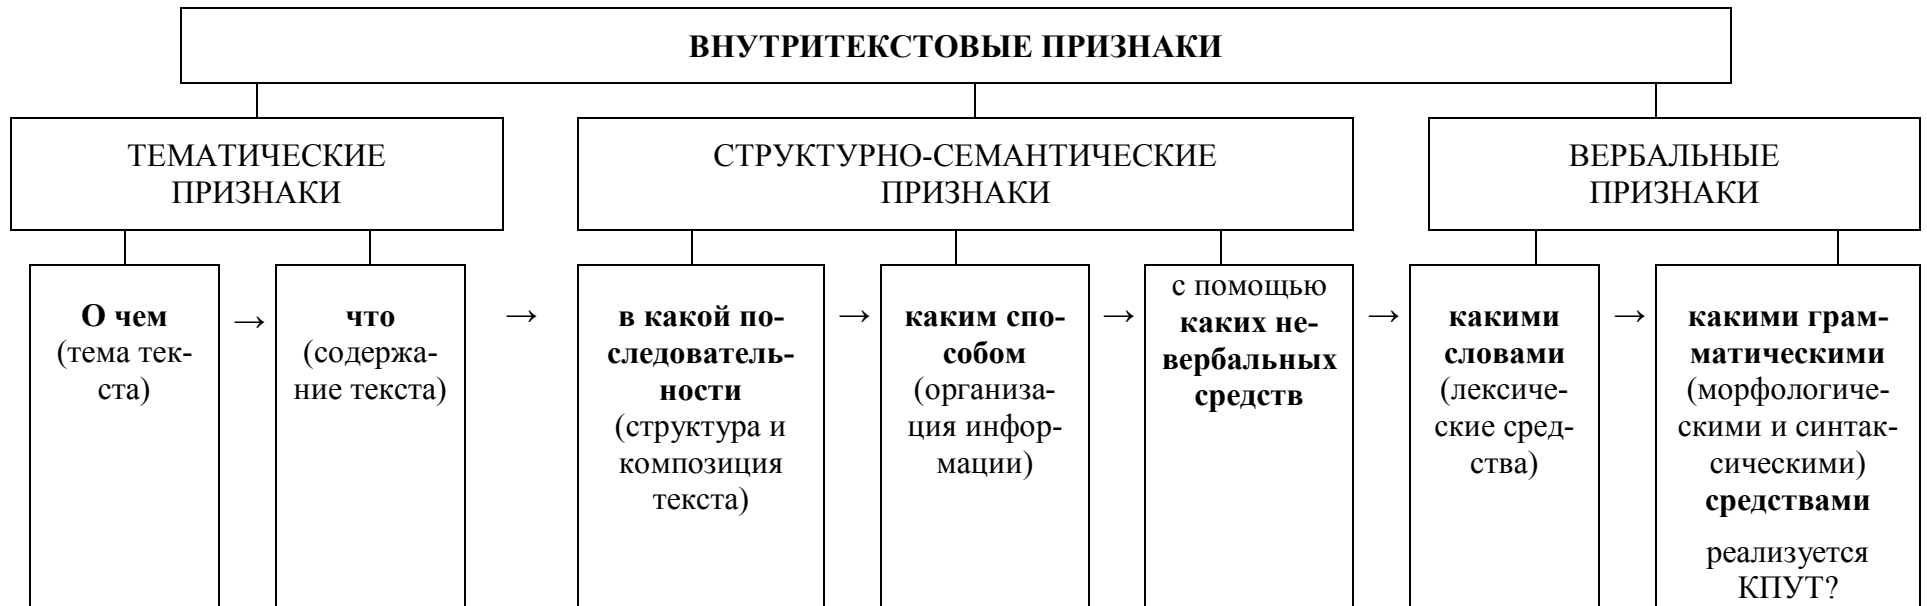 ВНУТРИТЕКСТОВЫЕ ПРИЗНАКИ
ТЕМАТИЧЕСКИЕ
ПРИЗНАКИ
СТРУКТУРНО-СЕМАНТИЧЕСКИЕ
ПРИЗНАКИ
ВЕРБАЛЬНЫЕ
ПРИЗНАКИ
О чем
(тема тек-
ста)
→
что
(содержа-
ние текста)
→
в какой по-
следователь-
ности
(структура и
композиция
текста)
→
каким спо-
собом
(организа-
ция инфор-
мации)
→
с помощью
каких не-
вербальных
средств
→
какими
словами
(лексиче-
ские сред-
ства)
→
какими грам-
матическими
(морфологиче-
скими и синтак-
сическими)
средствами
реализуется
КПУТ?